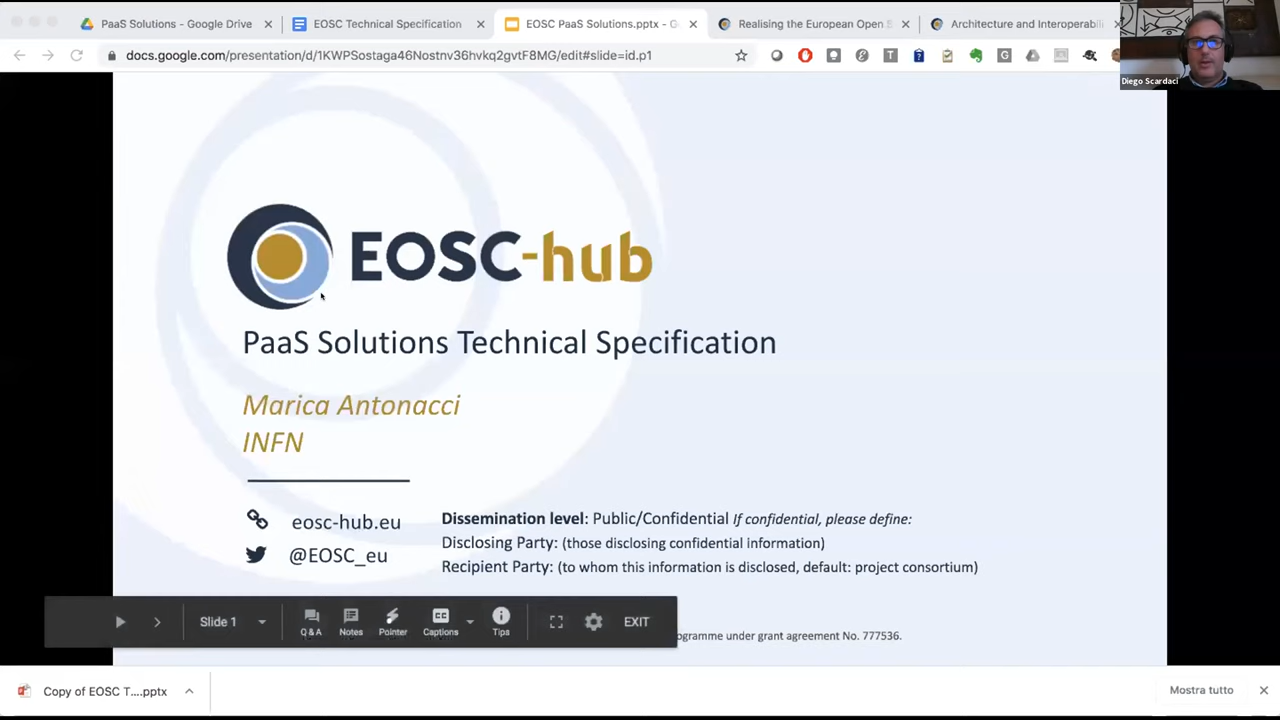 PaaS Solutions - Google Drive
EOSC Technical Specification
EOSC PaaS Solutions.pptx - G
Realising the European Open S
Architecture and Interoperabili
docs.google.com/presentation/d/1KWPSostaga46Nostnv36hvkq2gvtF8MG/edit#slide=id.p1
Diego Scardaci
EOSC-hub
PaaS Solutions Technical Specification
Marica Antonacci
INFN
eosc-hub.eu
@EOSC_eu
Dissemination level: Public/Confidential If confidential, please define:
Disclosing Party: (those disclosing confidential information)
Recipient Party: (to whom this information is disclosed, default: project consortium)
Slide 1
Q & A
Notes
Pointer
CC
Captions
Tips
EXIT
ogramme under grant agreement No. 777536.
Copy of EOSC T....pptx
Mostra tutto